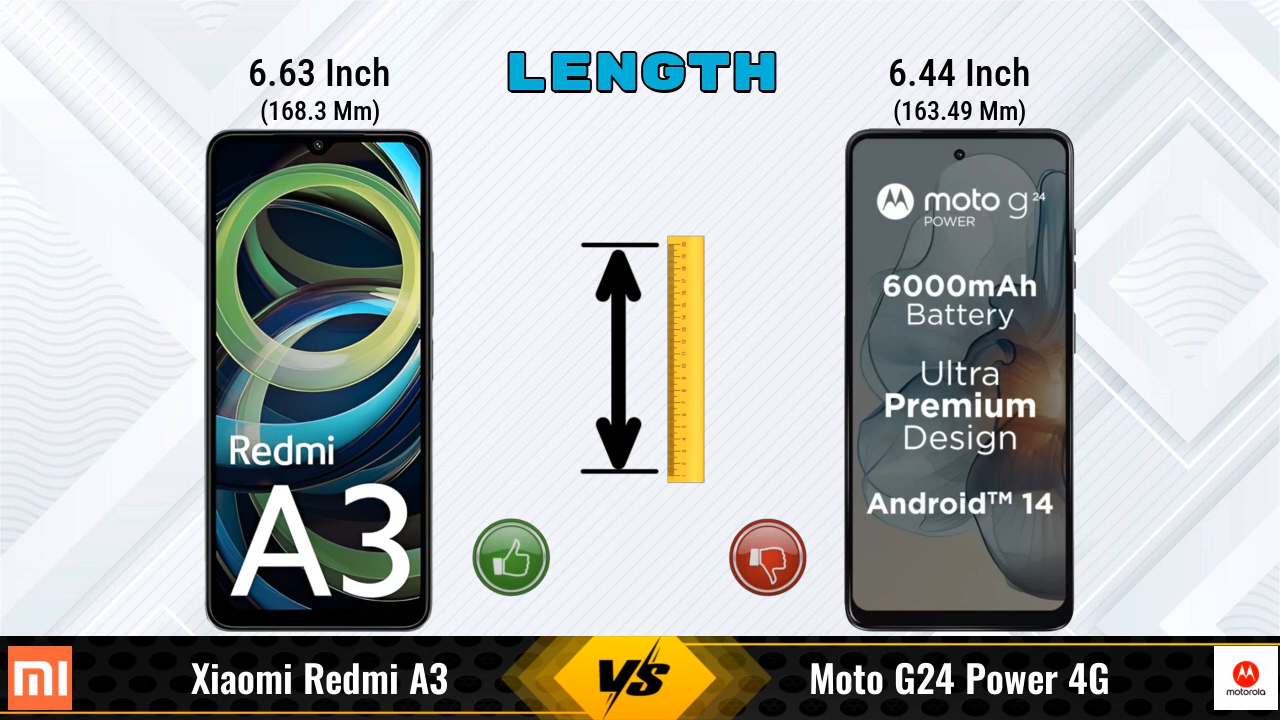 LENGTH
6.63 Inch
(168.3 Mm)
6.44 Inch
(163.49 Mm)
Redmi
A3
moto g24
POWER
6000mAh
Battery
Ultra
Premium
Design
Android™ 14
mi
Xiaomi Redmi A3
VS
Moto G24 Power 4G
motorola